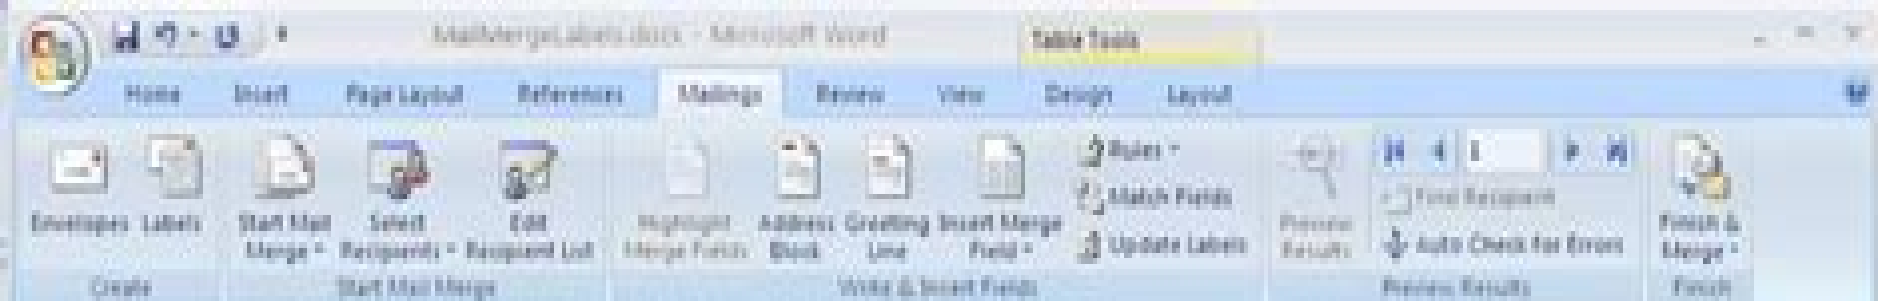 MailMergeLabels.docx - Microsoft Word
Table Tools
Home Insert Page Layout References Mailings Review View Design Layout
Envelopes Labels Start Mail Merge Select Recipients Edit Recipient List Highlight Merge Fields Address Block Greeting Line Insert Merge Field
Rules
Match Fields
Update Labels
Preview Results
1
Find Recipient
Auto Check for Errors
Finish & Merge
Create Start Mail Merge Write & Insert Fields Preview Results Finish